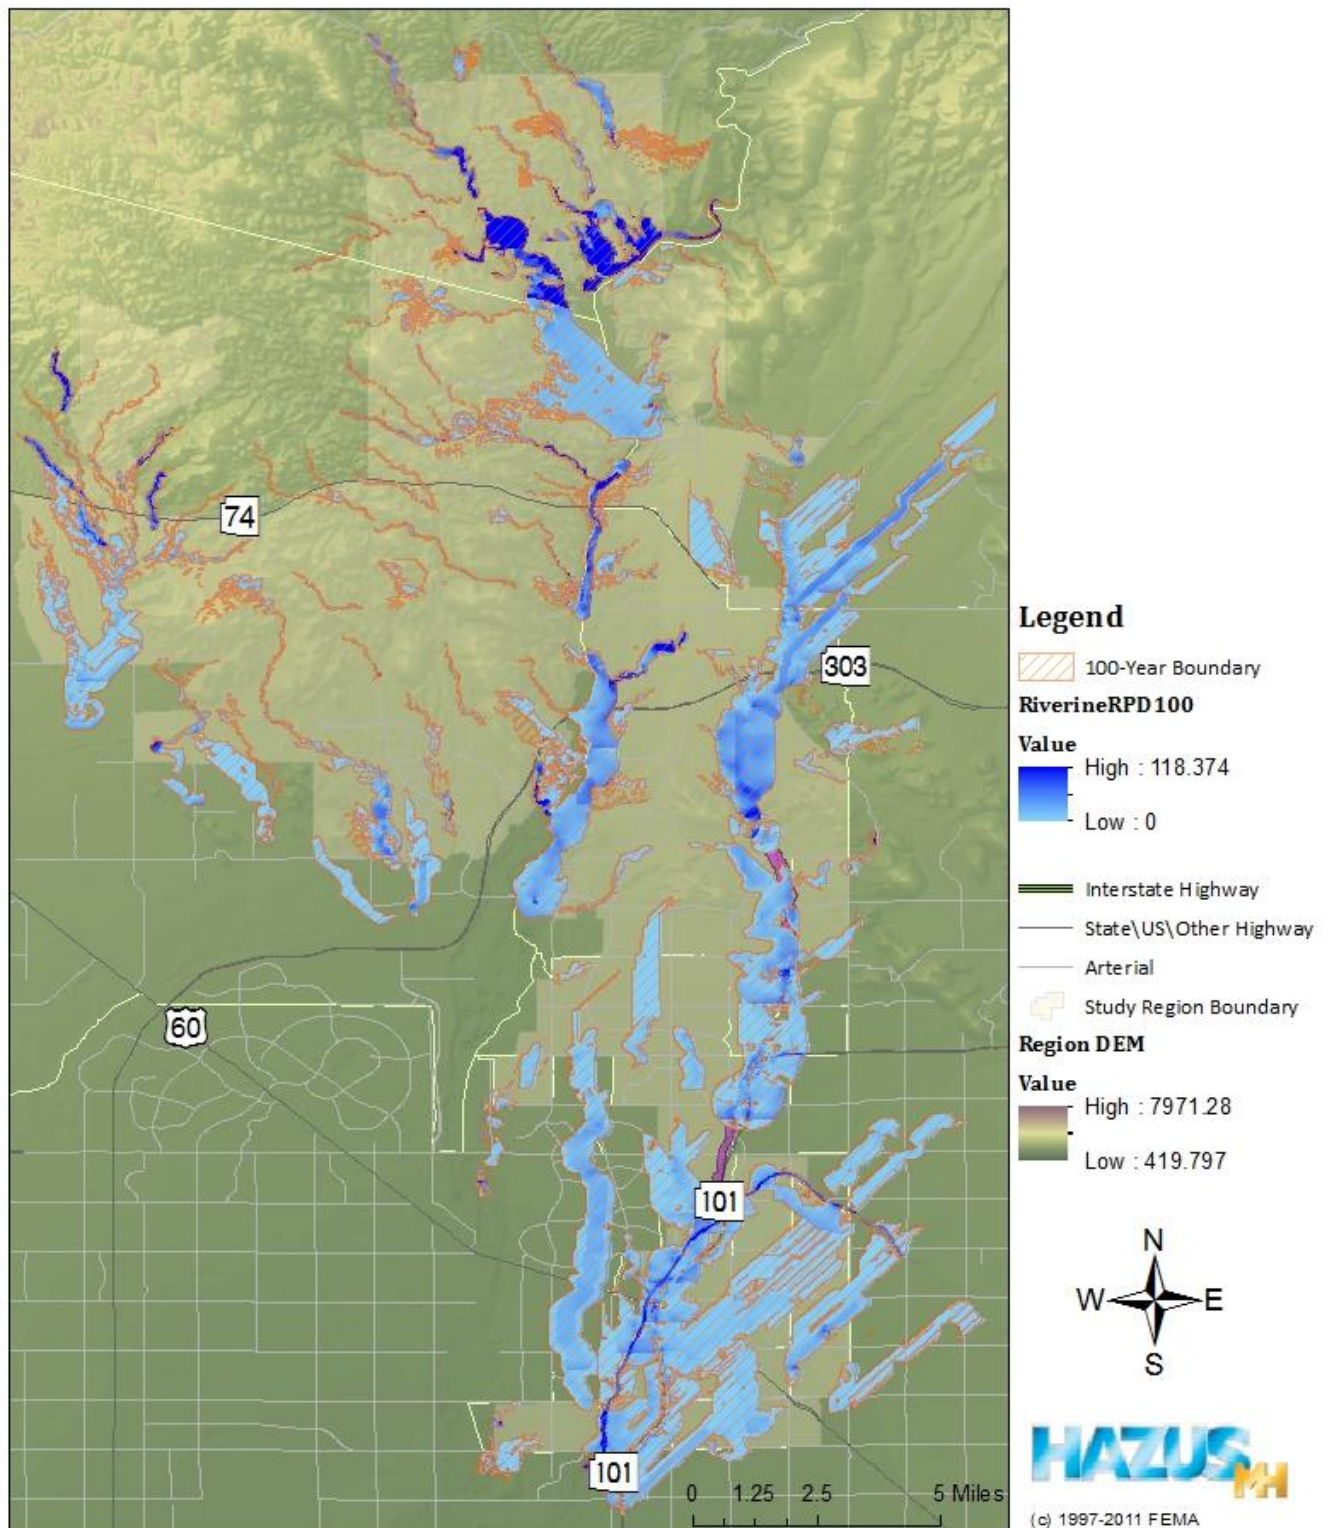 74
303
60
101
101
0 1.25 2.5 5 Miles
Legend
100-Year Boundary
RiverineRPD100
Value
High : 118.374
Low : 0
Interstate Highway
State\US\Other Highway
Arterial
Study Region Boundary
Region DEM
Value
High : 7971.28
Low : 419.797
N
W E
S
HAZUS MH
(c) 1997-2011 FEMA